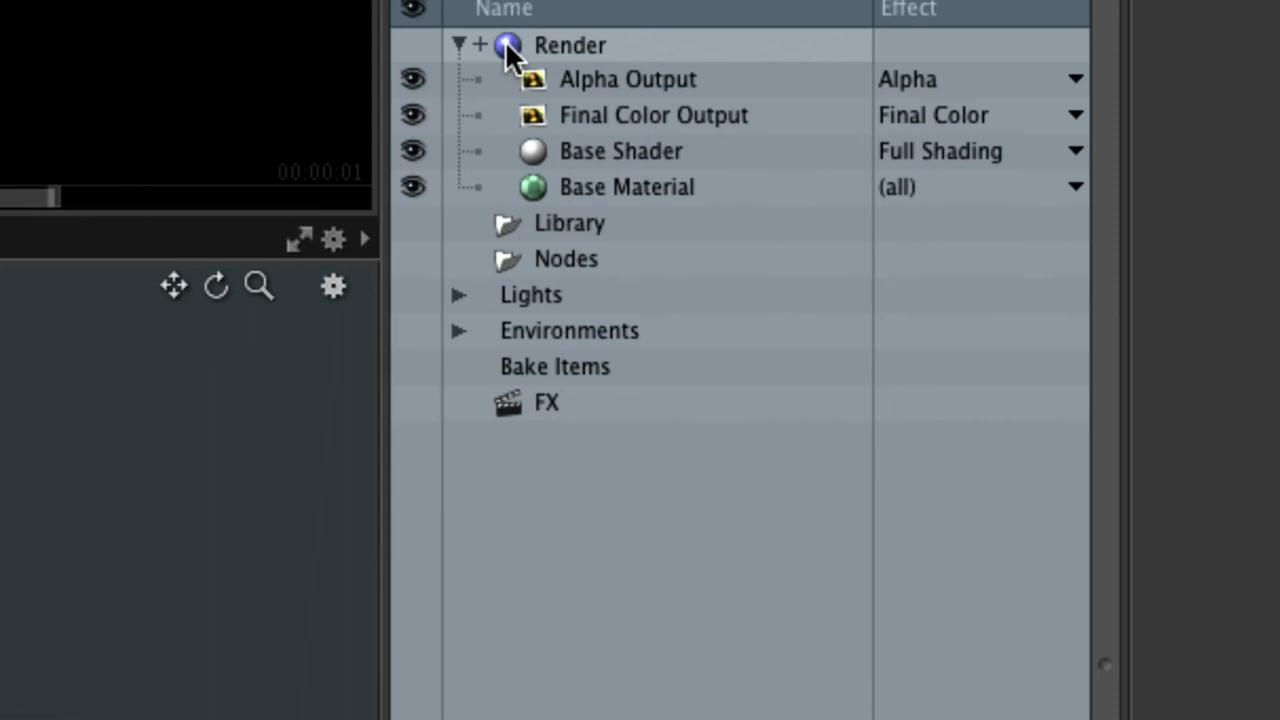 Name Effect
Render
Alpha Output Alpha
Final Color Output Final Color
Base Shader Full Shading
00:00:01
Base Material (all)
Library
Nodes
Lights
Environments
Bake Items
FX